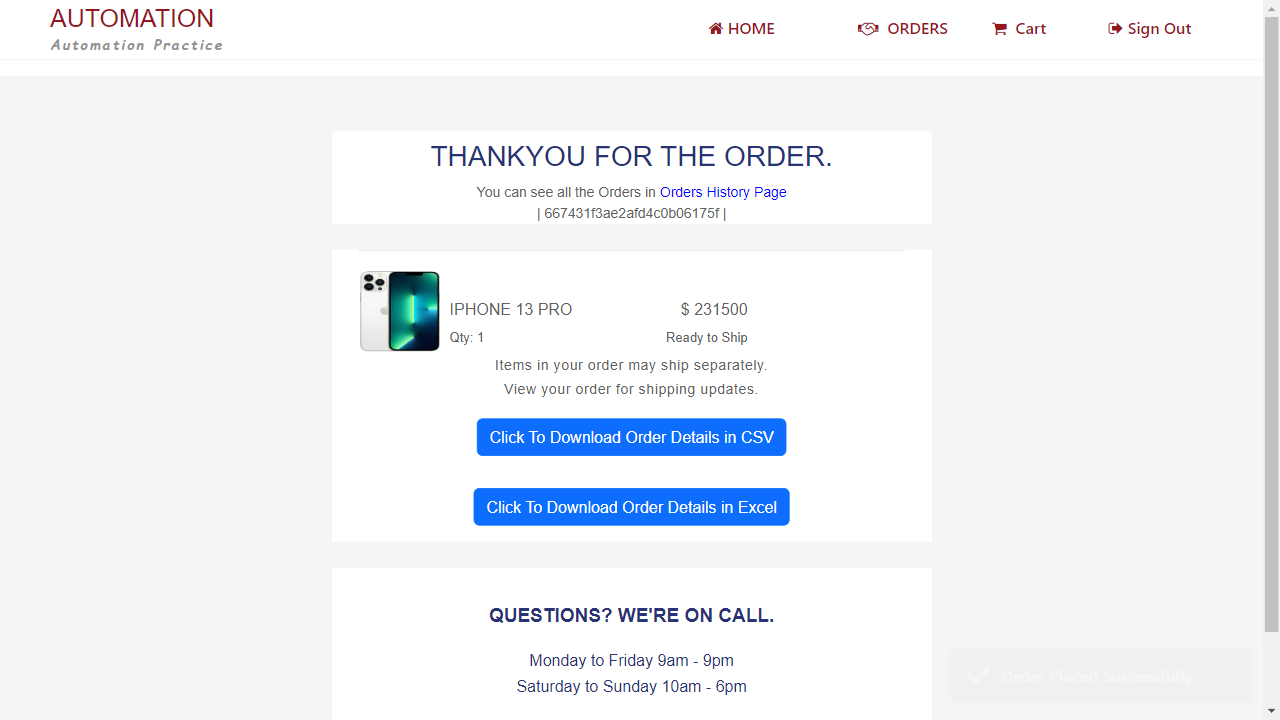 AUTOMATION
Automation Practice
HOME
ORDERS
Cart
Sign Out
THANKYOU FOR THE ORDER.
You can see all the Orders in Orders History Page
| 667431f3ae2afd4c0b06175f |
IPHONE 13 PRO
$ 231500
Qty: 1
Ready to Ship
Items in your order may ship separately.
View your order for shipping updates.
Click To Download Order Details in CSV
Click To Download Order Details in Excel
QUESTIONS? WE'RE ON CALL.
Monday to Friday 9am - 9pm
Saturday to Sunday 10am - 6pm
Order Placed Successfully